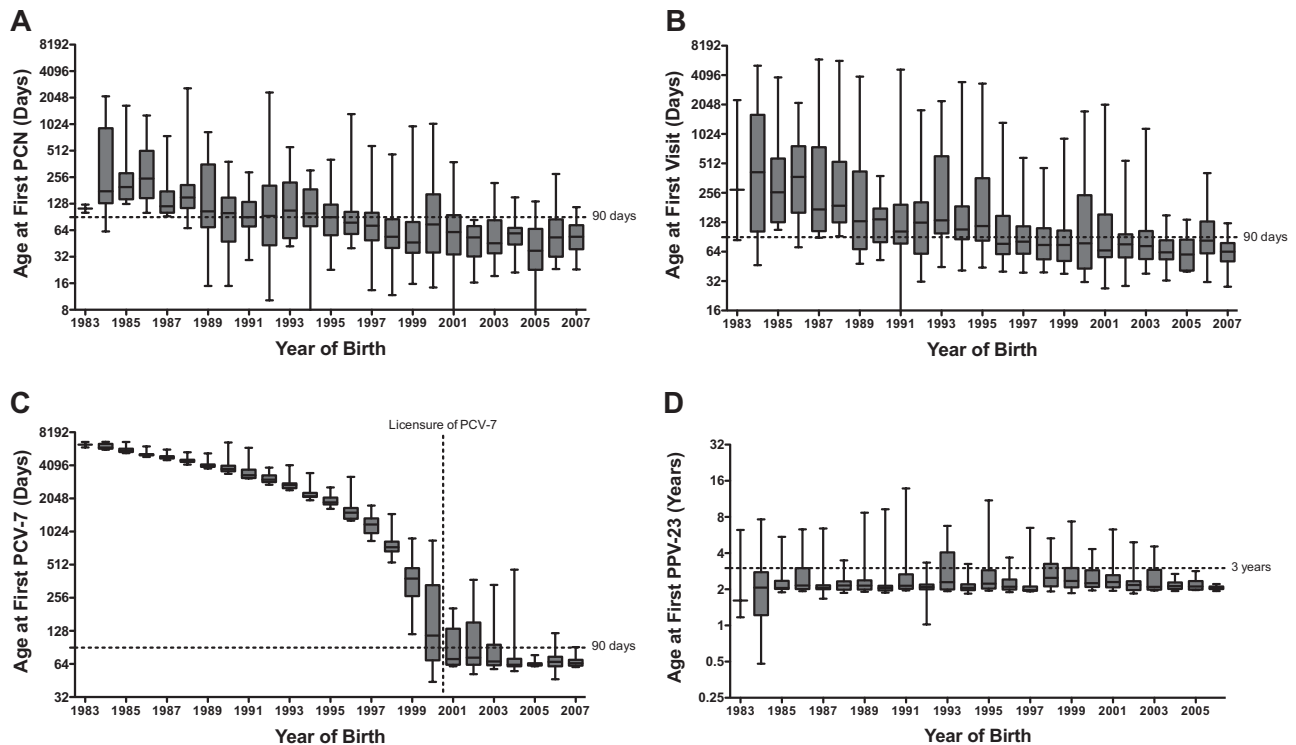 A
Age at First PCN (Days)
8192
4096
2048
1024
512
256
128
64
32
16
8
90 days
1983 1985 1987 1989 1991 1993 1995 1997 1999 2001 2003 2005 2007
Year of Birth
B
Age at First Visit (Days)
8192
4096
2048
1024
512
256
128
64
32
16
90 days
1983 1985 1987 1989 1991 1993 1995 1997 1999 2001 2003 2005 2007
Year of Birth
C
Licensure of PCV-7
Age at First PCV-7 (Days)
8192
4096
2048
1024
512
256
128
64
32
90 days
1983 1985 1987 1989 1991 1993 1995 1997 1999 2001 2003 2005 2007
Year of Birth
D
Age at First PPV-23 (Years)
32
16
8
4
2
1
0.5
0.25
3 years
1983 1985 1987 1989 1991 1993 1995 1997 1999 2001 2003 2005
Year of Birth